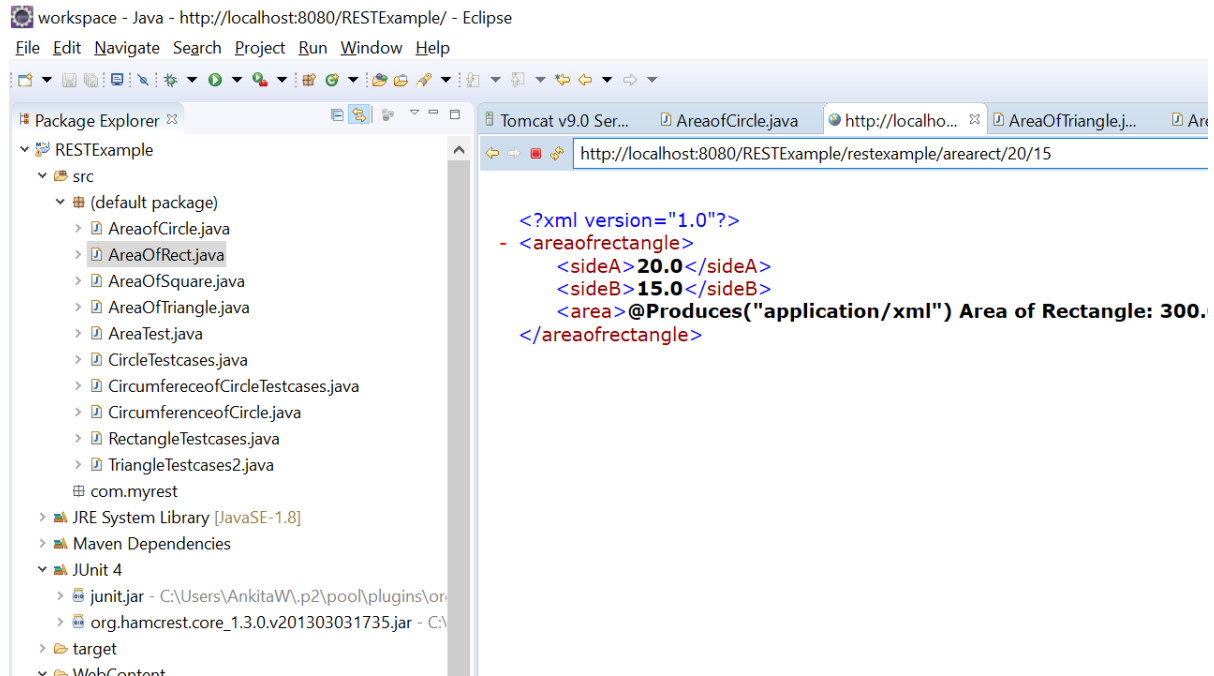 workspace - Java - http://localhost:8080/RESTExample/ - Eclipse
File Edit Navigate Search Project Run Window Help
Package Explorer
RESTExample
src
(default package)
AreaofCircle.java
AreaOfRect.java
AreaOfSquare.java
AreaOfTriangle.java
AreaTest.java
CircleTestcases.java
CircumfereceofCircleTestcases.java
CircumferenceofCircle.java
RectangleTestcases.java
TriangleTestcases2.java
com.myrest
JRE System Library [JavaSE-1.8]
Maven Dependencies
JUnit 4
junit.jar - C:\Users\AnkitaW\.p2\pool\plugins\or
org.hamcrest.core_1.3.0.v201303031735.jar - C:\
target
WebContent
Tomcat v9.0 Ser... AreaofCircle.java http://localho... AreaOfTriangle.j... Are
http://localhost:8080/RESTExample/restexample/arearect/20/15
<?xml version="1.0"?>
- <areaofrectangle>
<sideA>20.0</sideA>
<sideB>15.0</sideB>
<area>@Produces("application/xml") Area of Rectangle: 300.
</areaofrectangle>